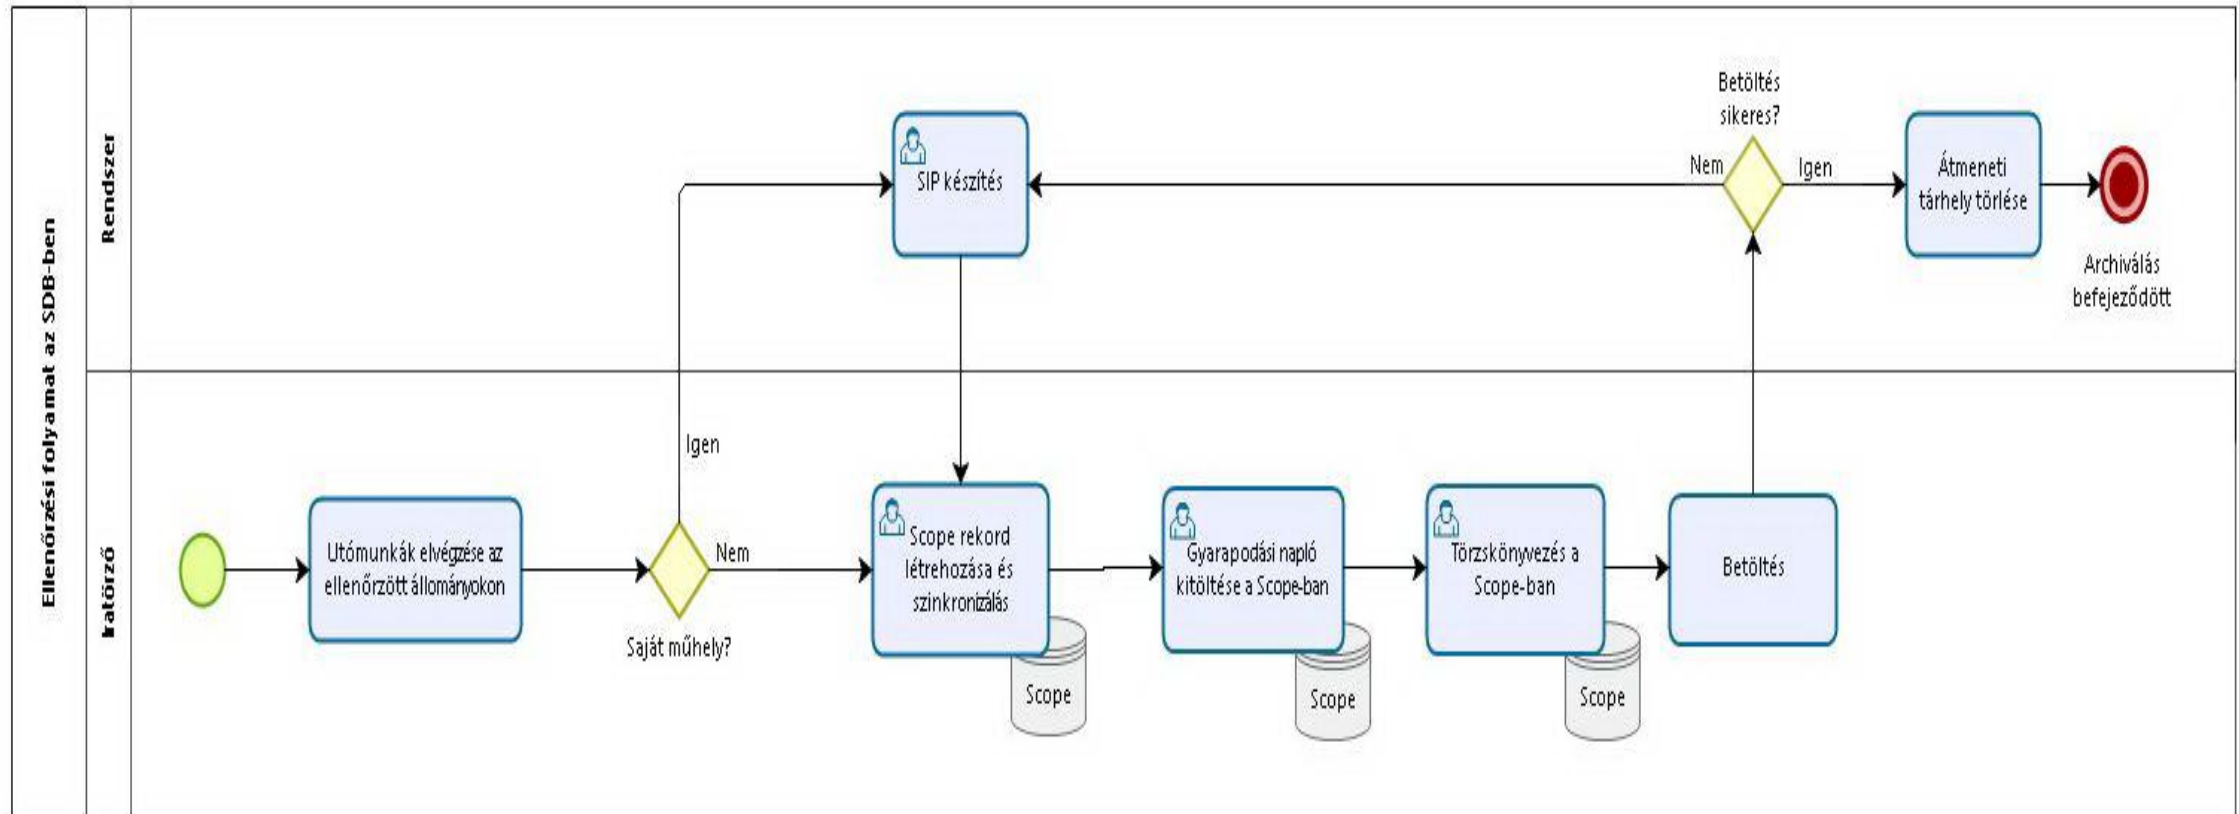 Ellenőrzési folyamat az SDB-ben
Rendszer
Betöltés
sikeres?
SIP készítés
Nem
Igen
Átmeneti
tárhely törlése
Archiválás
befejeződött
Iratőrző
Igen
Utómunkák elvégzése az
ellenőrzött állományokon
Nem
Saját műhely?
Scope rekord
létrehozása és
szinkronizálás
Scope
Gyarapodási napló
kitöltése a Scope-ban
Scope
Törzskönyvezés a
Scope-ban
Scope
Betöltés